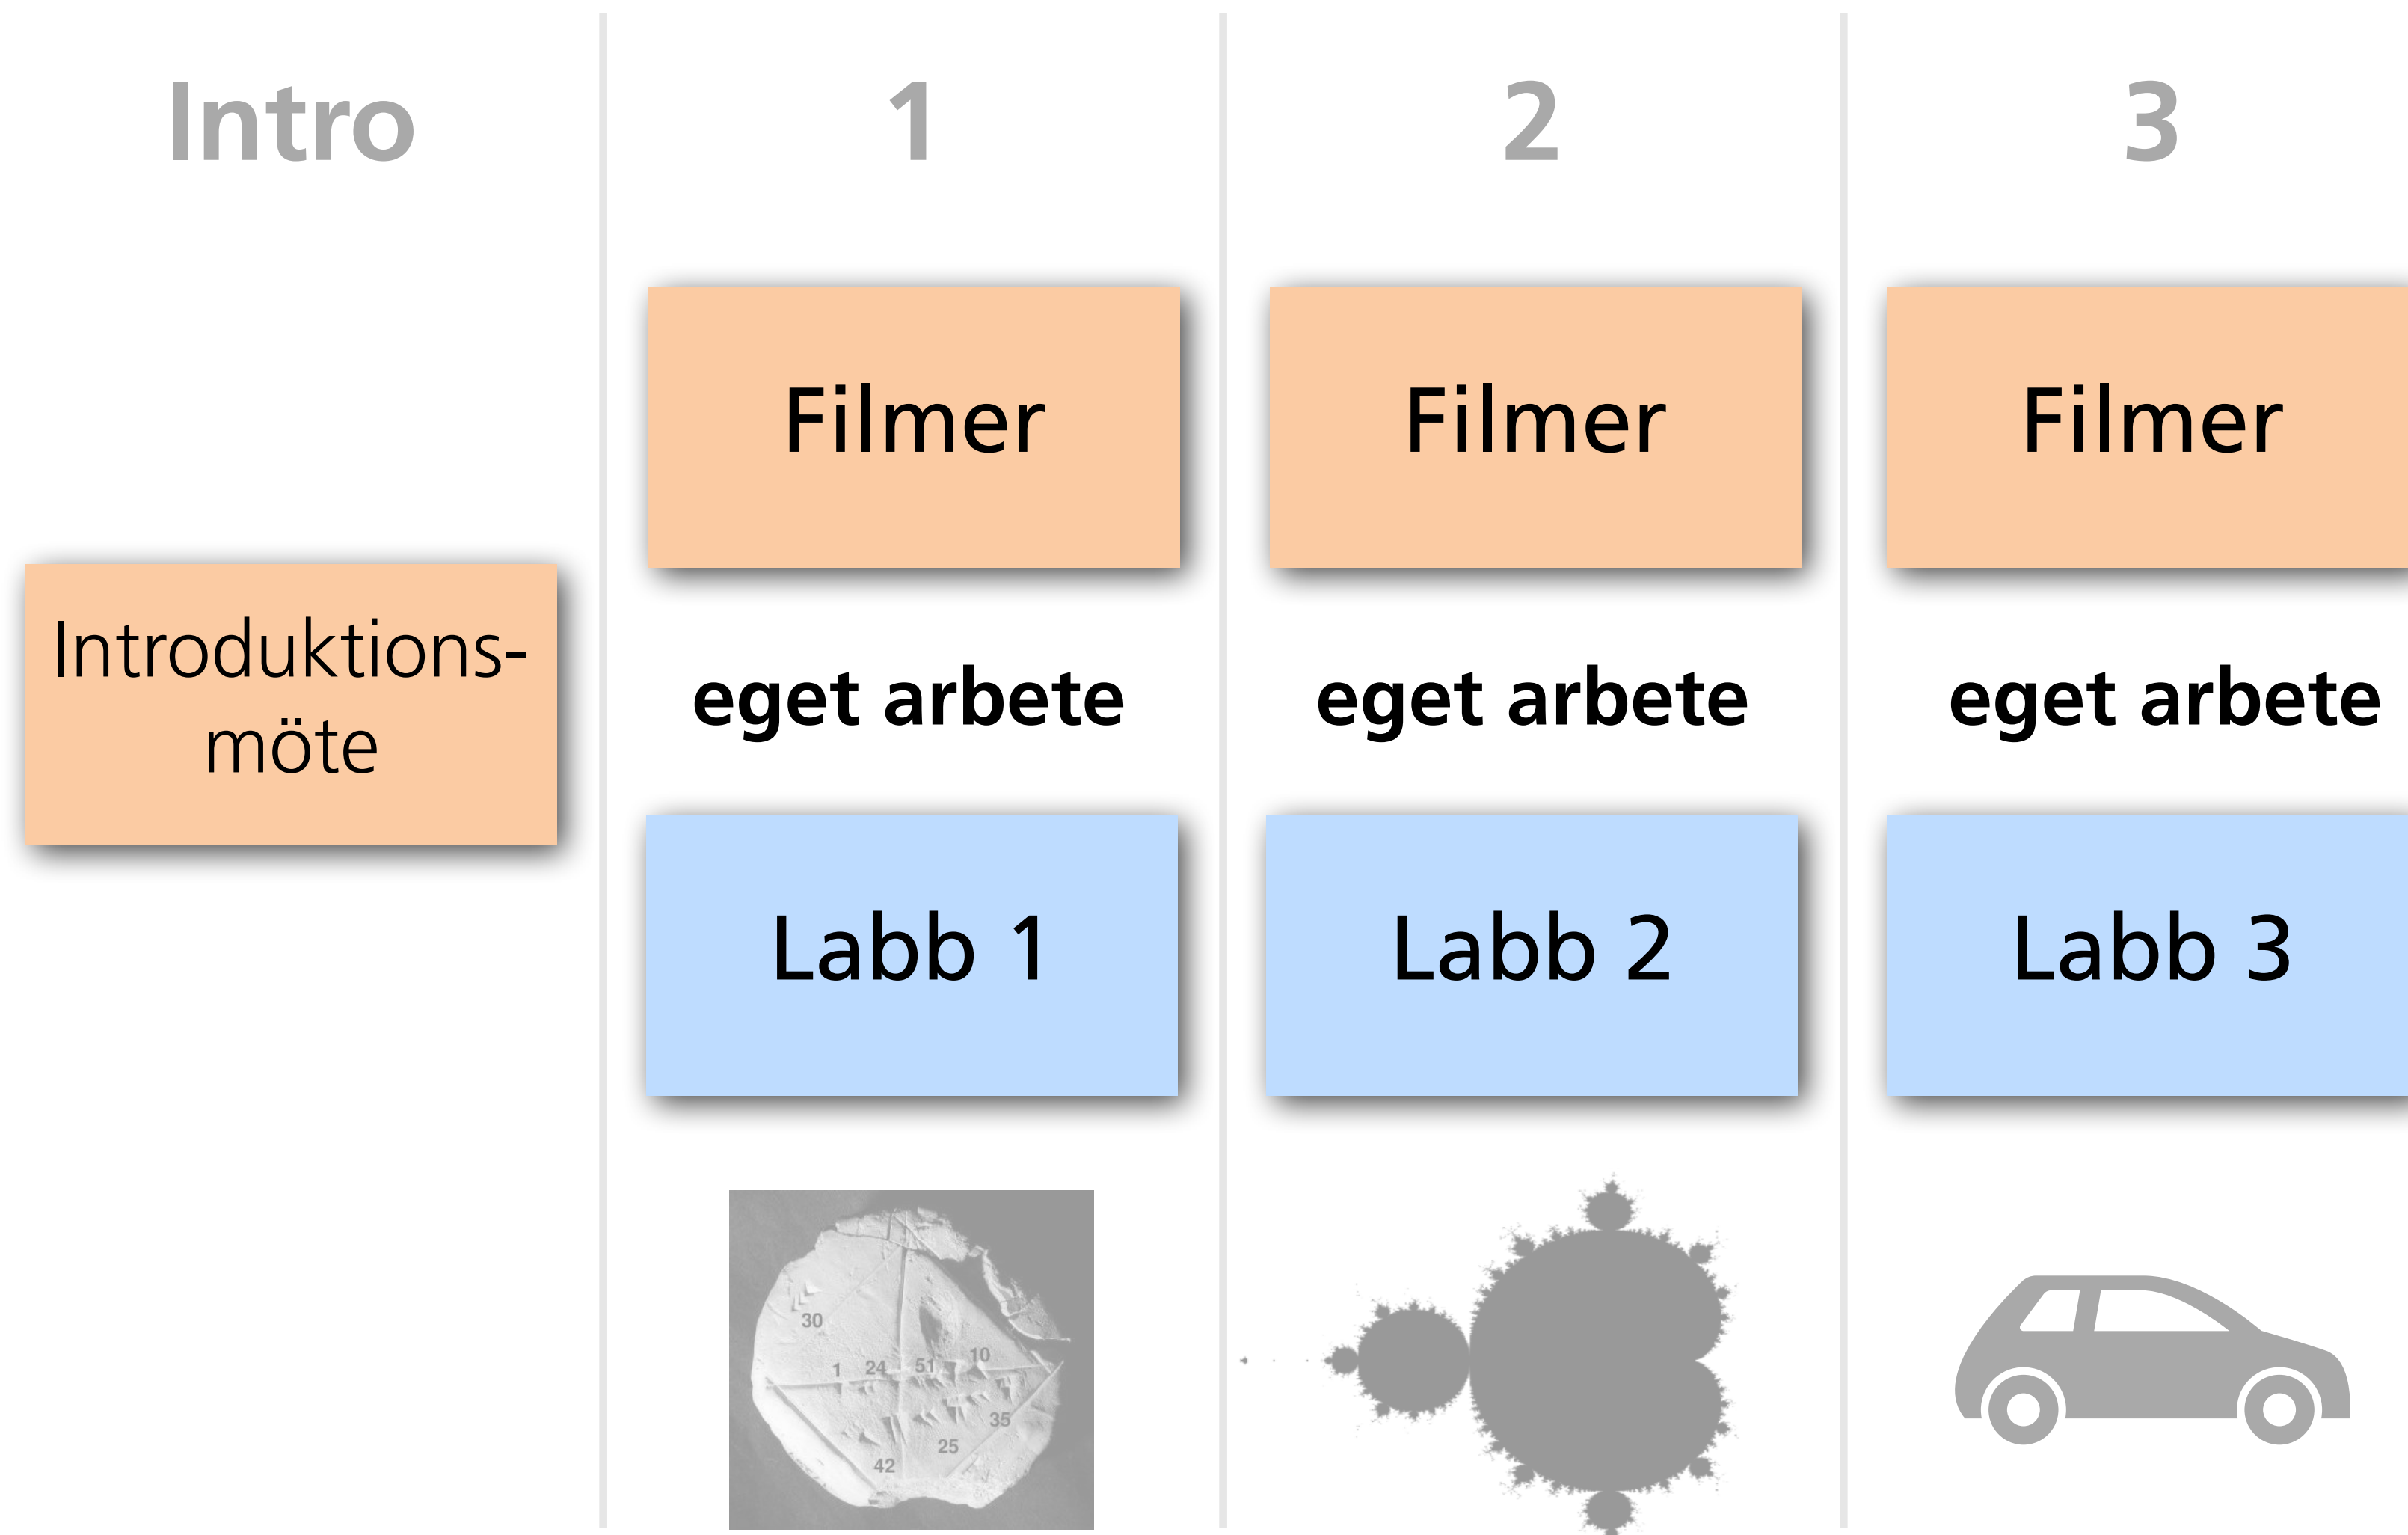 Intro
1
2
3
Filmer
Filmer
Filmer
Introduktions-
möte
eget arbete
eget arbete
eget arbete
Labb 1
Labb 2
Labb 3
30
1 24 51 10
35
25
42